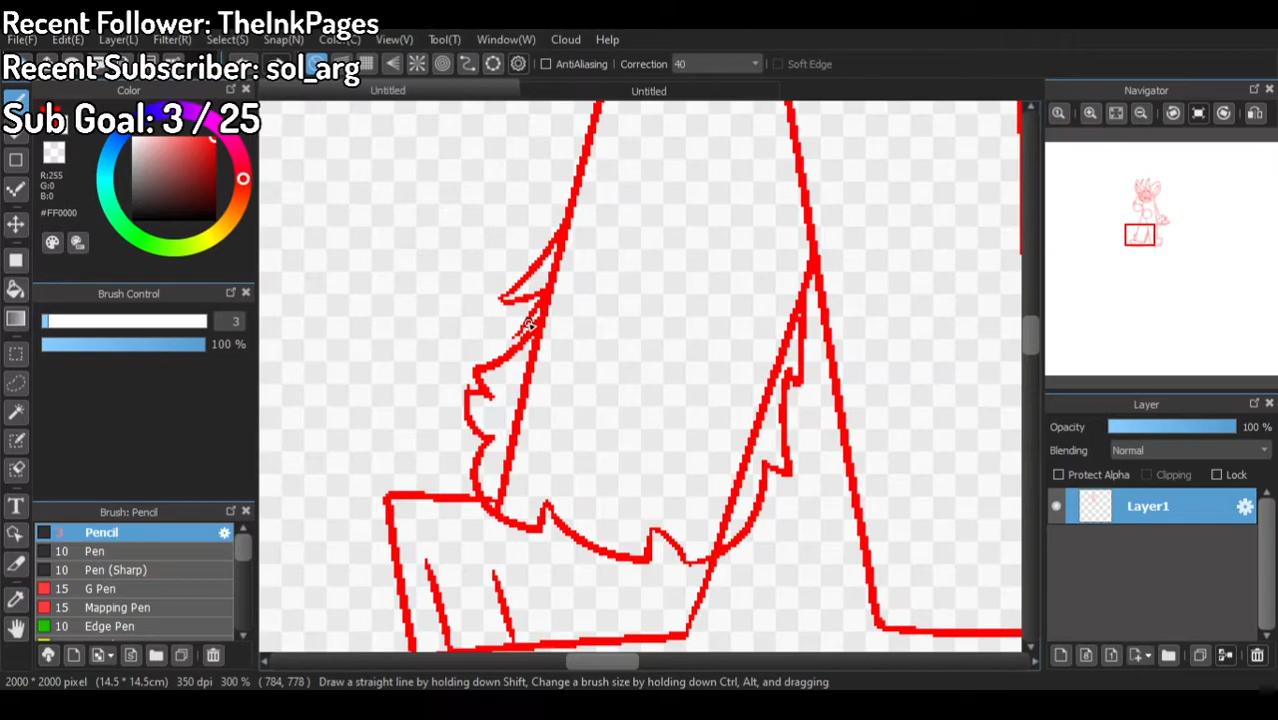 Recent Follower: TheInkPages
File(F) Edit(E) Layer(L) Filter(R) Select(S) Snap(N) Color(C) View(V) Tool(T) Window(W) Cloud Help
Recent Subscriber: sol_arg
AntiAliasing Correction 40 Soft Edge
Color Untitled Untitled Navigator
Sub Goal: 3 / 25
R:255
G:0
B:0
#FF0000
Brush Control
3
100 %
Layer
Opacity 100 %
Blending Normal
Protect Alpha Clipping Lock
Layer1
Brush: Pencil
3 Pencil
10 Pen
10 Pen (Sharp)
15 G Pen
15 Mapping Pen
10 Edge Pen
2000 * 2000 pixel (14.5 * 14.5cm) 350 dpi 300 % ( 784, 778 ) Draw a straight line by holding down Shift, Change a brush size by holding down Ctrl, Alt, and dragging